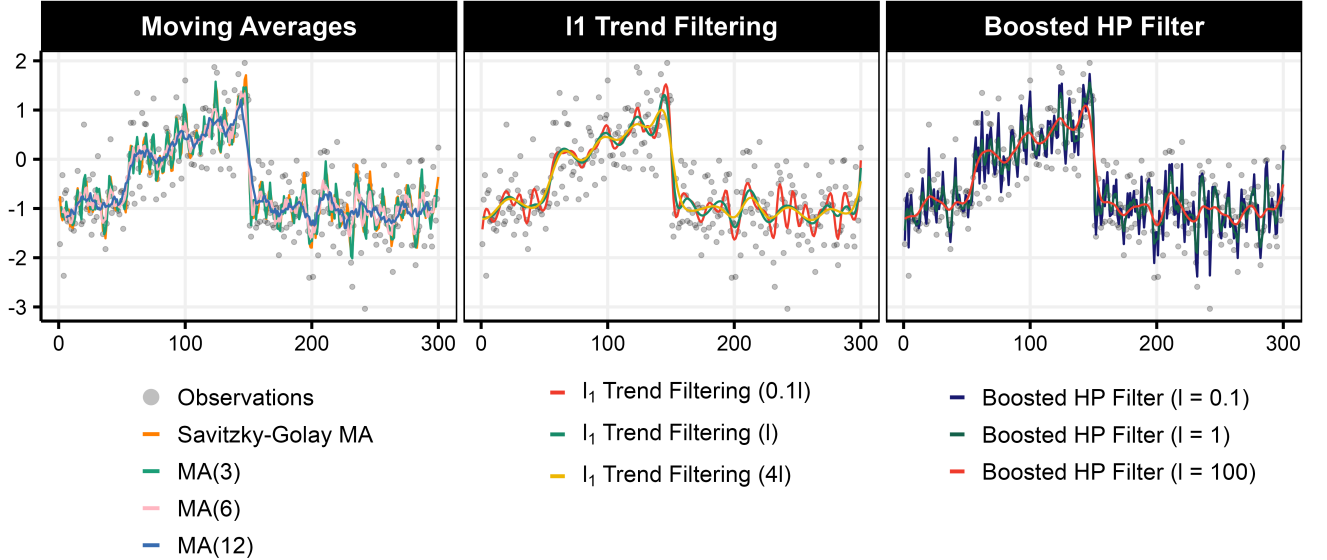 Moving Averages
l1 Trend Filtering
Boosted HP Filter
2
1
0
-1
-2
-3
0 100 200 300
0 100 200 300
0 100 200 300
Observations
Savitzky-Golay MA
MA(3)
MA(6)
MA(12)
l₁ Trend Filtering (0.1l)
l₁ Trend Filtering (l)
l₁ Trend Filtering (4l)
Boosted HP Filter (l = 0.1)
Boosted HP Filter (l = 1)
Boosted HP Filter (l = 100)